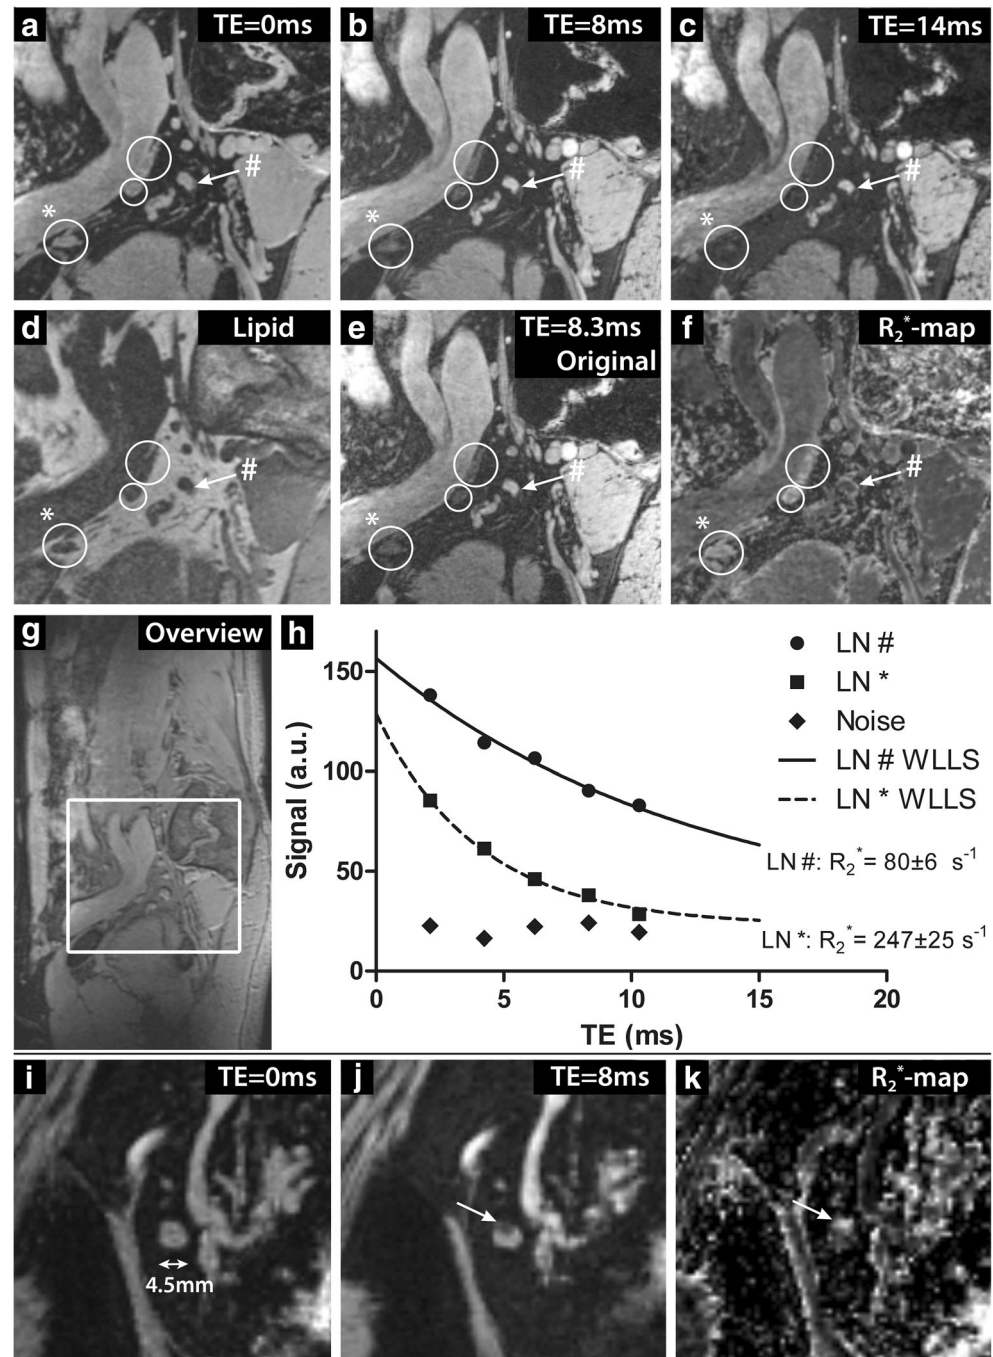 a TE=0ms
b TE=8ms
c TE=14ms
#
*
#
*
#
*
d Lipid
e TE=8.3ms
Original
f R₂*-map
#
*
#
*
#
*
g Overview
h
Signal (a.u.)
150
100
50
0
0 5 10 15 20
TE (ms)
LN #
LN *
Noise
LN # WLLS
LN * WLLS
LN #: R₂*= 80±6 s⁻¹
LN *: R₂*= 247±25 s⁻¹
i TE=0ms
4.5mm
j TE=8ms
k R₂*-map